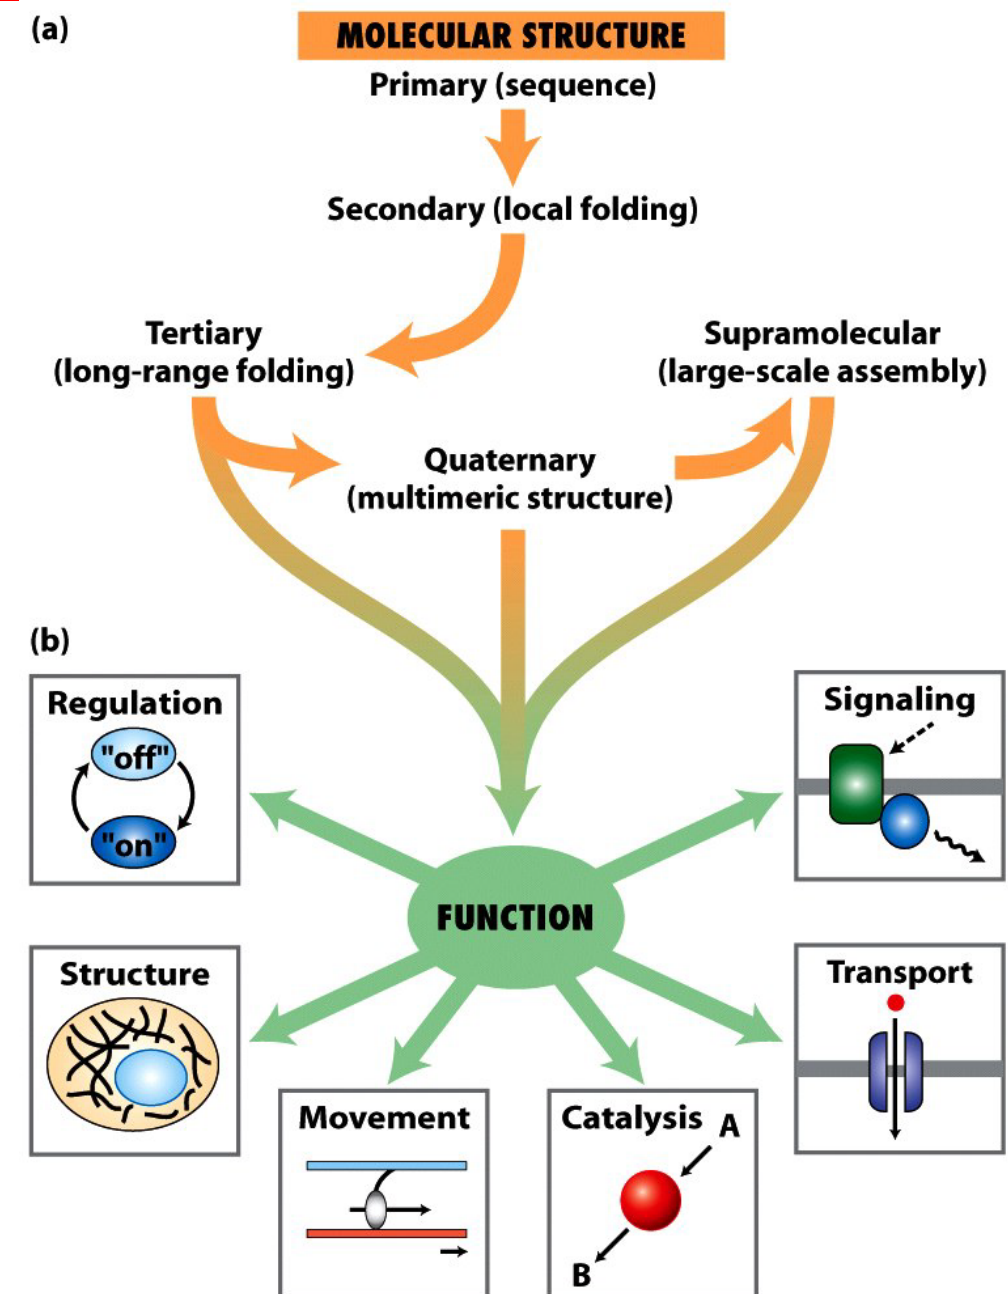 (a)
MOLECULAR STRUCTURE
Primary (sequence)
Secondary (local folding)
Tertiary
(long-range folding)
Supramolecular
(large-scale assembly)
Quaternary
(multimeric structure)
(b)
Regulation
"off"
"on"
Signaling
FUNCTION
Structure
Transport
Movement
Catalysis
A
B